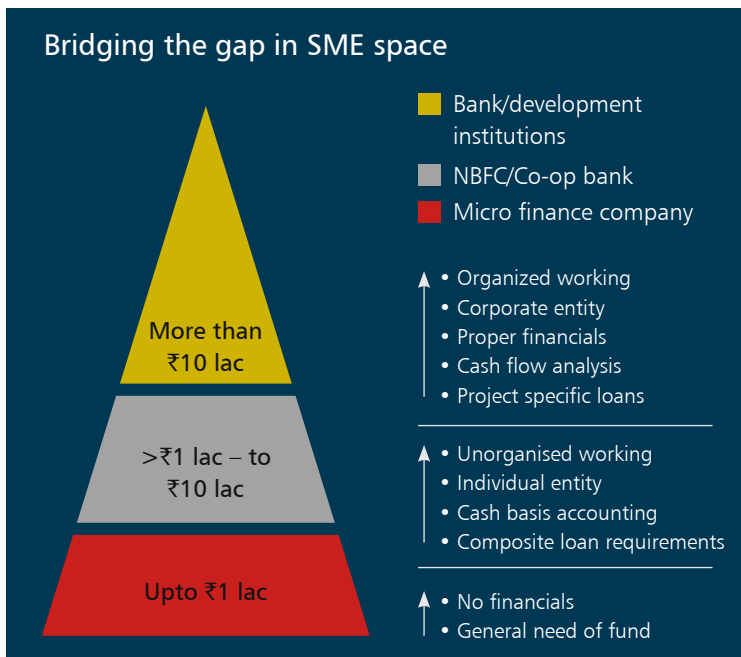 Bridging the gap in SME space
More than
₹10 lac
>₹1 lac – to
₹10 lac
Upto ₹1 lac
Bank/development
institutions
NBFC/Co-op bank
Micro finance company
• Organized working
• Corporate entity
• Proper financials
• Cash flow analysis
• Project specific loans
• Unorganised working
• Individual entity
• Cash basis accounting
• Composite loan requirements
• No financials
• General need of fund